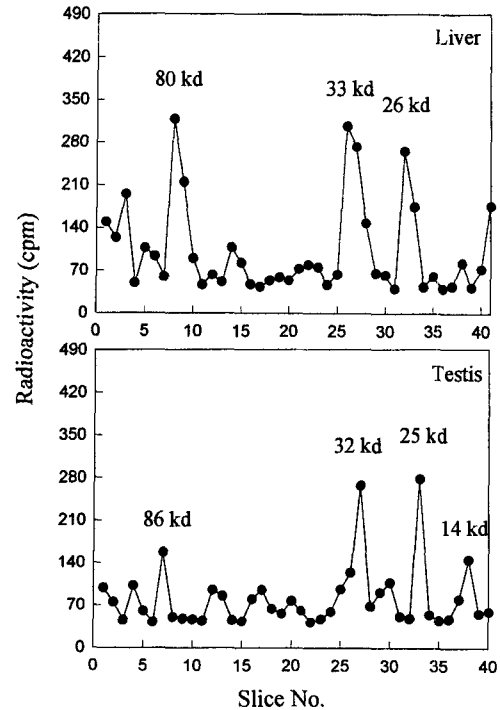 490
420
350
280
210
140
70
0
Liver
80 kd
33 kd
26 kd
0 5 10 15 20 25 30 35 40
Radioactivity (cpm)
490
420
350
280
210
140
70
0
Testis
86 kd
32 kd
25 kd
14 kd
0 5 10 15 20 25 30 35 40
Slice No.